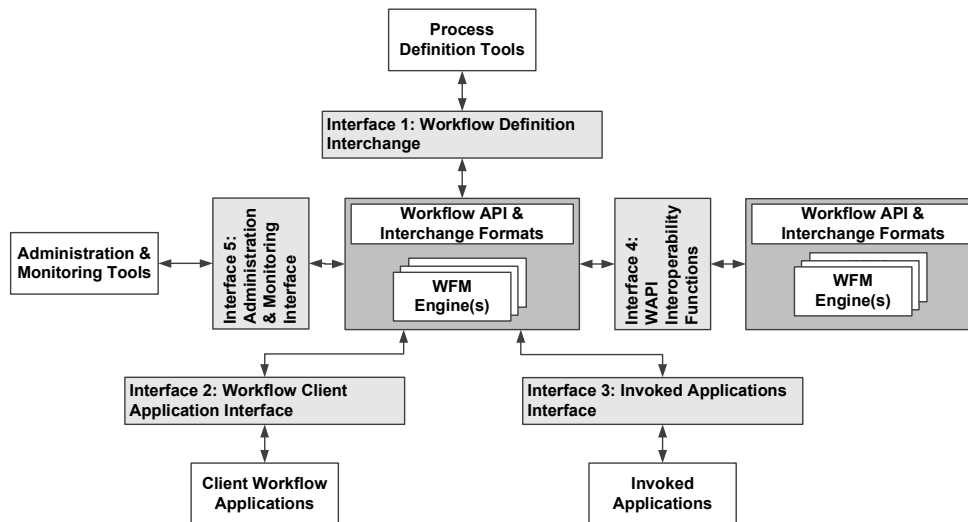 Process
Definition Tools
Interface 1: Workflow Definition
Interchange
Administration &
Monitoring Tools
Interface 5:
Administration
& Monitoring
Interface
Workflow API &
Interchange Formats
WFM
Engine(s)
Interface 4:
WAPI
Interoperability
Functions
Workflow API &
Interchange Formats
WFM
Engine(s)
Interface 2: Workflow Client
Application Interface
Interface 3: Invoked Applications
Interface
Client Workflow
Applications
Invoked
Applications